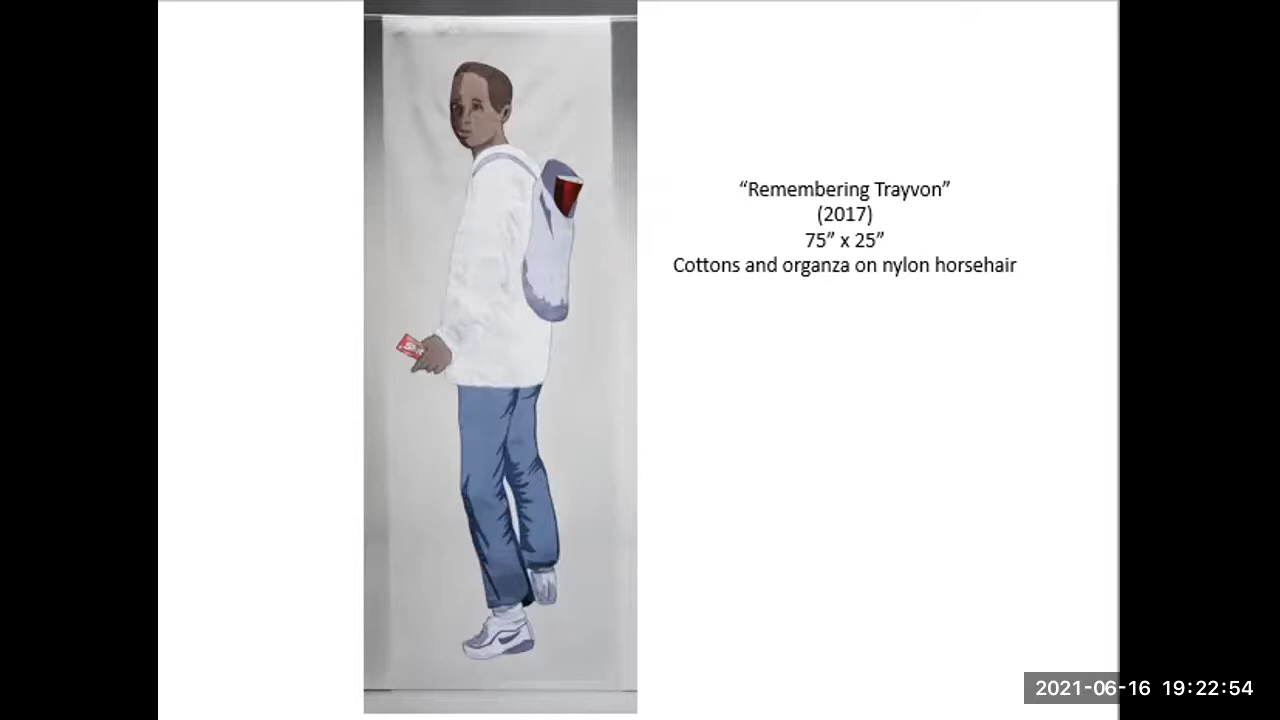 “Remembering Trayvon”
(2017)
75” x 25”
Cottons and organza on nylon horsehair
2021-06-16 19:22:54